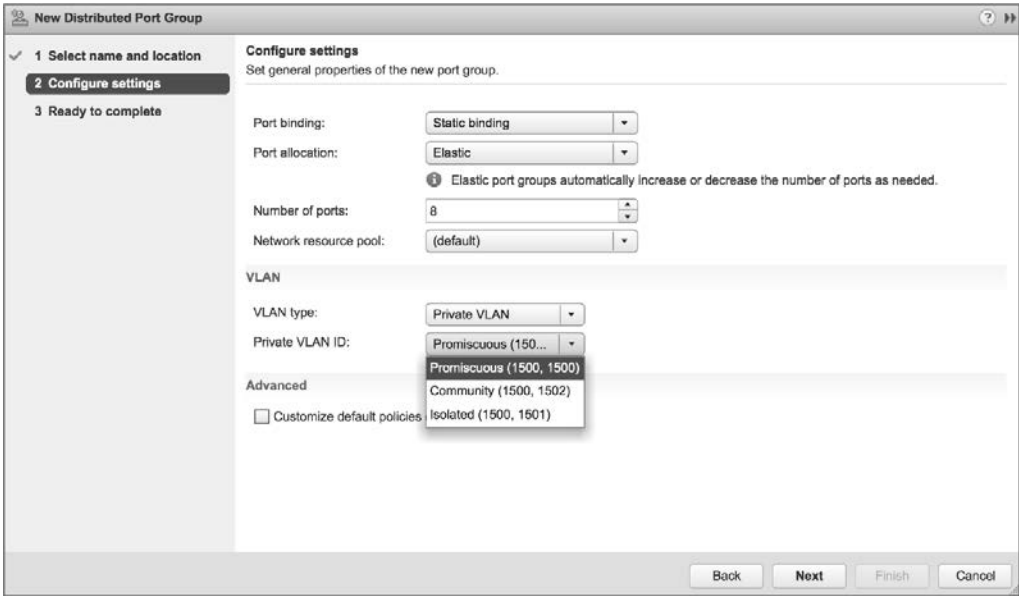 New Distributed Port Group
1 Select name and location
2 Configure settings
3 Ready to complete
Configure settings
Set general properties of the new port group.
Port binding: Static binding
Port allocation: Elastic
Elastic port groups automatically increase or decrease the number of ports as needed.
Number of ports: 8
Network resource pool: (default)
VLAN
VLAN type: Private VLAN
Private VLAN ID: Promiscuous (150...
Promiscuous (1500, 1500)
Community (1500, 1502)
Isolated (1500, 1501)
Advanced
Customize default policies
Back Next Finish Cancel